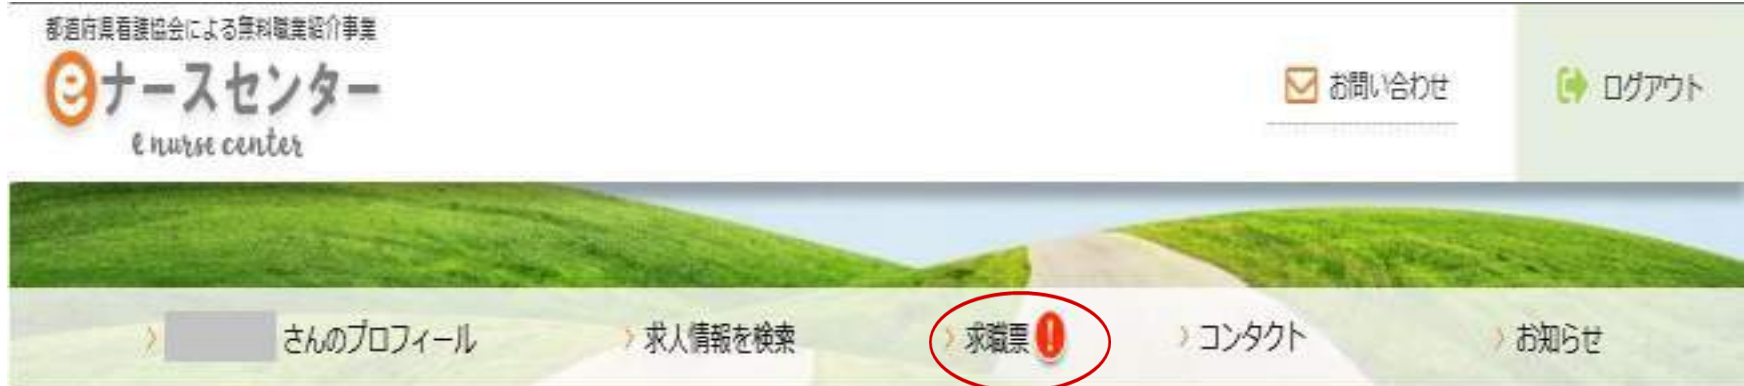 都道府県看護協会による無料職業紹介事業
eナースセンター
e nurse center
お問い合わせ
ログアウト
さんのプロフィール
求人情報を検索
求職票!
コンタクト
お知らせ